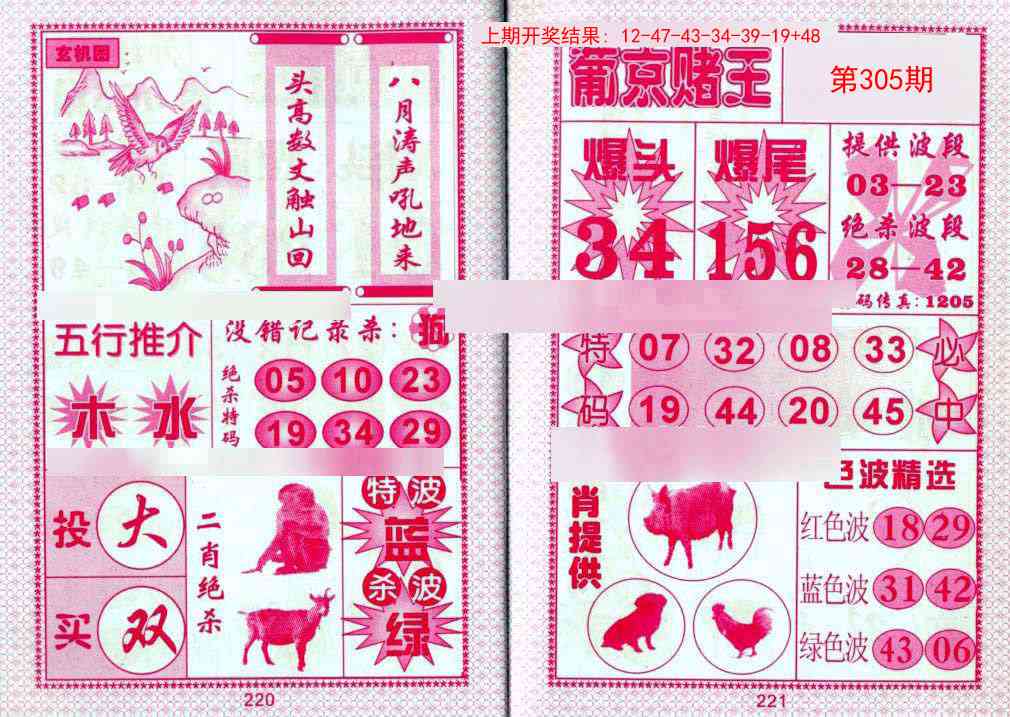 上期开奖结果: 12-47-43-34-39-19+48
玄机图
八月涛声吼地来
头高数丈触山回
五行推介
木 水
没错记录杀:
绝杀特码
05 10 23
19 34 29
投 大
买 双
二肖绝杀
特波
蓝
杀波
绿
220
葡京赌王
第305期
爆头
34
爆尾
156
提供波段
03—23
绝杀波段
28—42
码传真:1205
特码
07 32 08 33
19 44 20 45
必中
肖提供
色波精选
红色波 18 29
蓝色波 31 42
绿色波 43 06
221